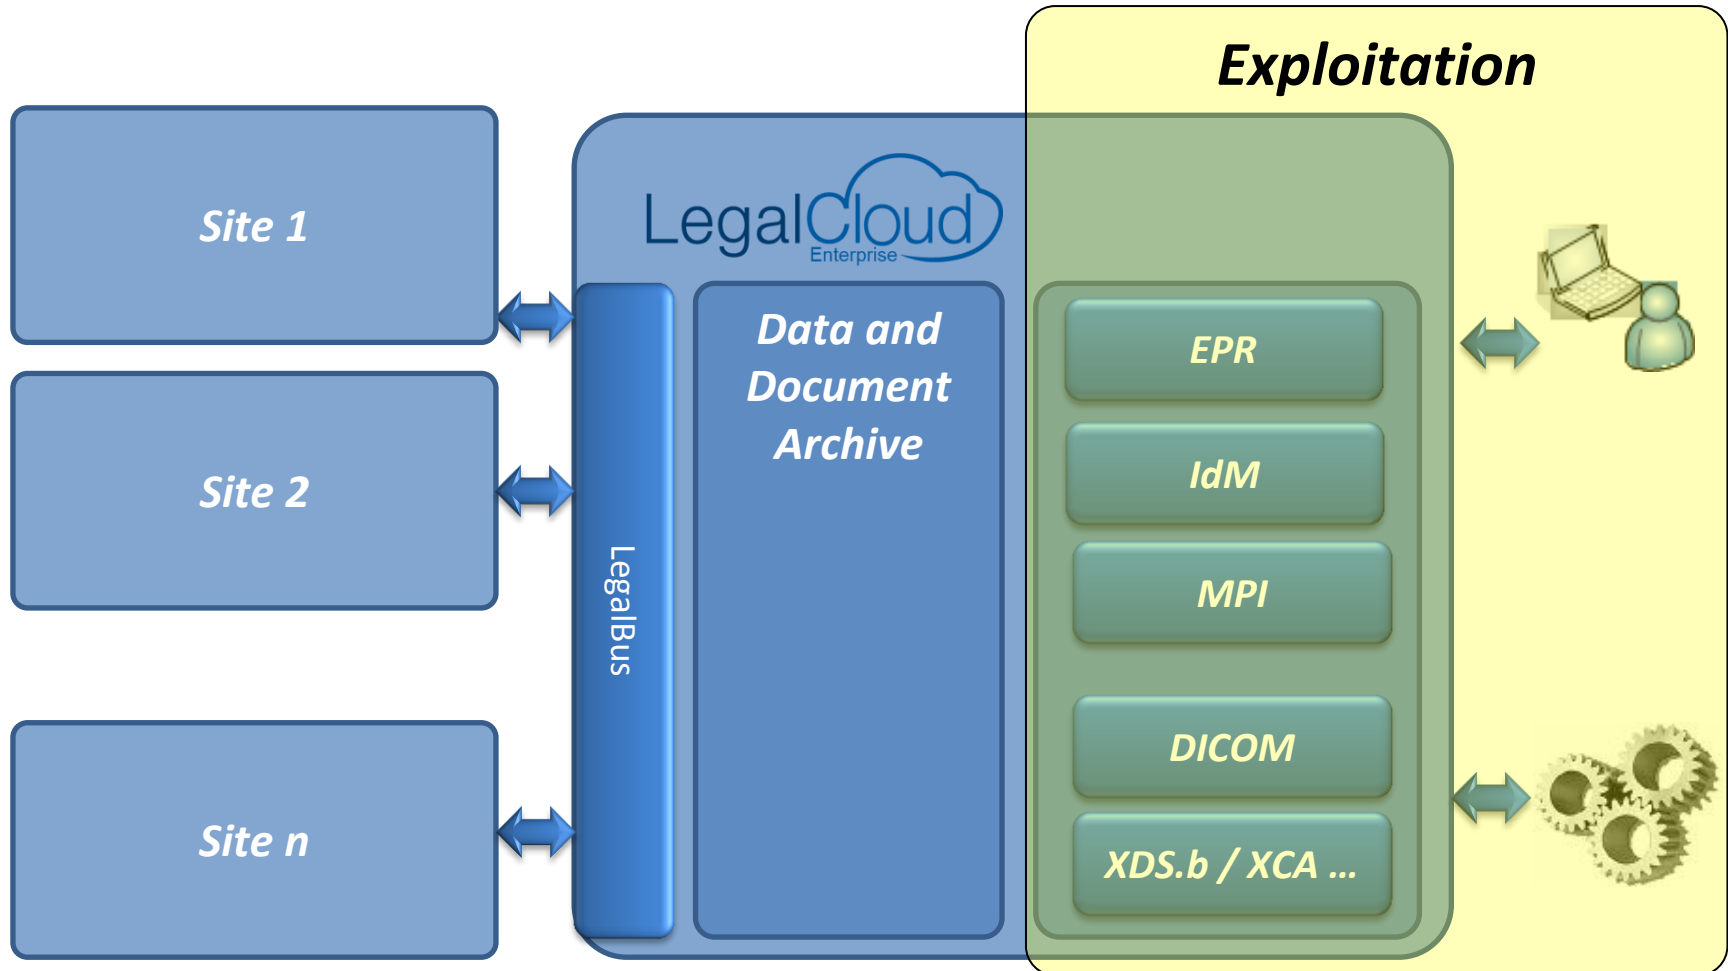 Exploitation
Site 1
LegalCloud
Enterprise
Data and
Document
Archive
EPR
IdM
Site 2
MPI
LegalBus
DICOM
Site n
XDS.b / XCA ...